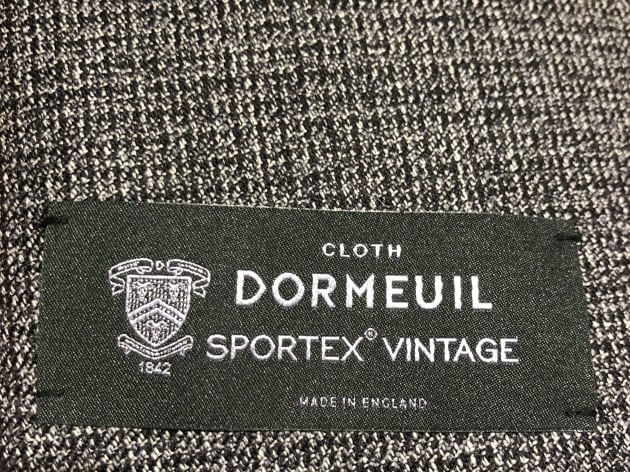 CLOTH
D
DORMEUIL
SPORTEX® VINTAGE
1842
MADE IN ENGLAND